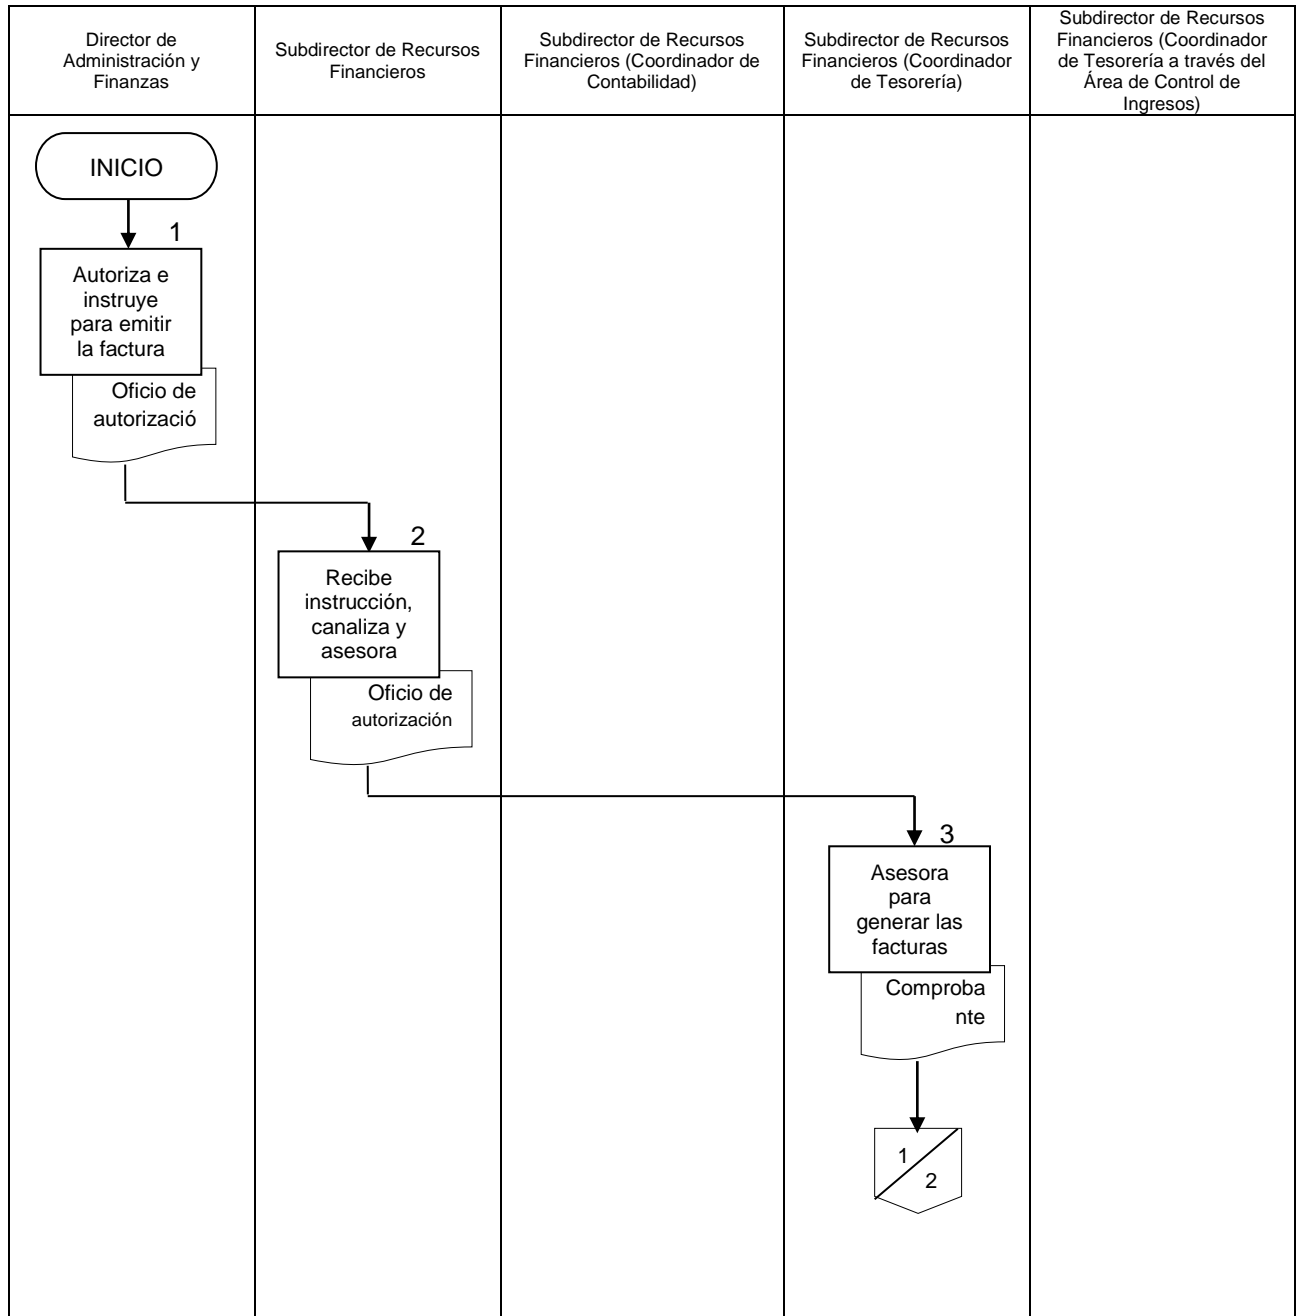 Director de
Administración y
Finanzas
Subdirector de Recursos
Financieros
Subdirector de Recursos
Financieros (Coordinador de
Contabilidad)
Subdirector de Recursos
Financieros (Coordinador
de Tesorería)
Subdirector de Recursos
Financieros (Coordinador
de Tesorería a través del
Área de Control de
Ingresos)
INICIO
1
Autoriza e
instruye
para emitir
la factura
Oficio de
autorizació
2
Recibe
instrucción,
canaliza y
asesora
Oficio de
autorización
3
Asesora
para
generar las
facturas
Comproba
nte
1
2